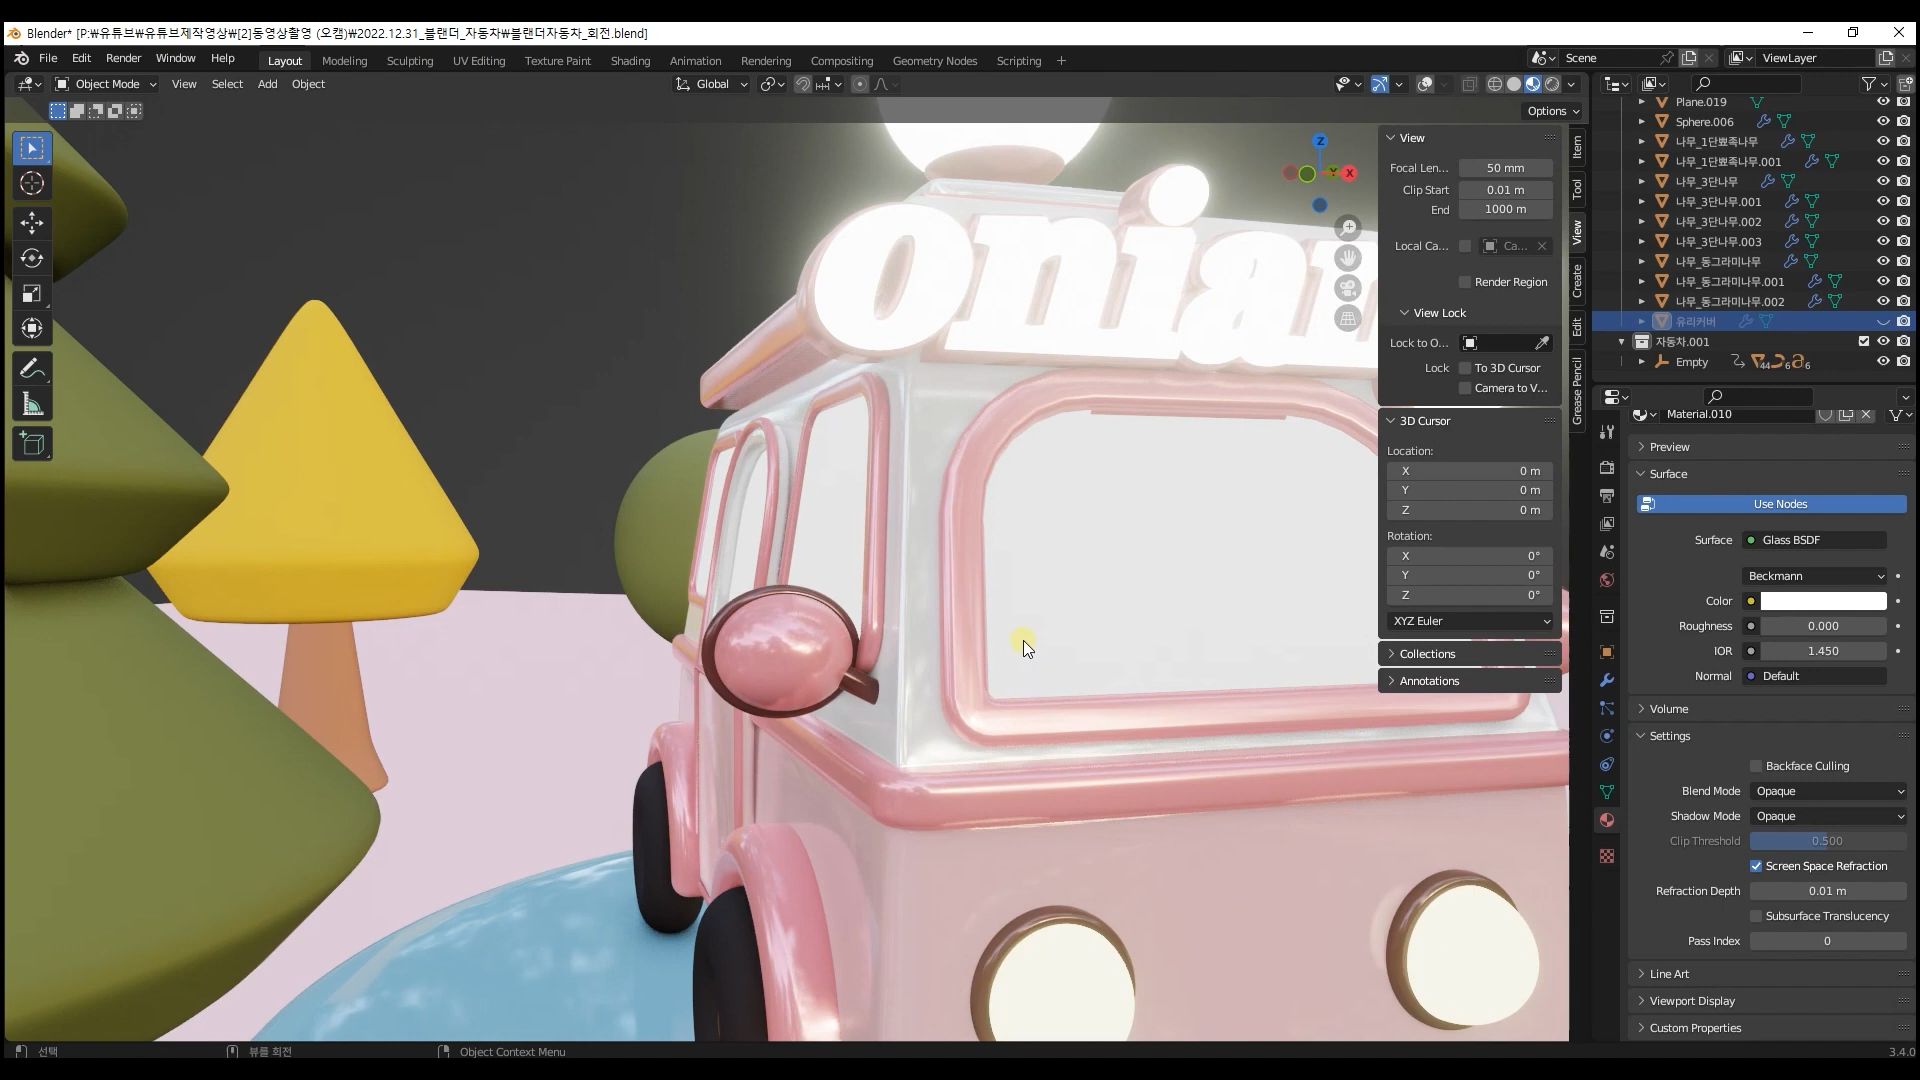 Blender* [P:\유튜브\유튜브제작영상\[2]동영상촬영 (오캠)\2022.12.31_블랜더_자동차\블랜더자동차_회전.blend]
File Edit Render Window Help Layout Modeling Sculpting UV Editing Texture Paint Shading Animation Rendering Compositing Geometry Nodes Scripting +
Scene
ViewLayer
Object Mode View Select Add Object Global
Options
onian
Z
Y X
View
Focal Len... 50 mm
Clip Start 0.01 m
End 1000 m
Local Ca... Ca...
Render Region
View Lock
Lock to O...
Lock To 3D Cursor
Camera to V...
3D Cursor
Location:
X 0 m
Y 0 m
Z 0 m
Rotation:
X 0°
Y 0°
Z 0°
XYZ Euler
Collections
Annotations
Item
Tool
View
Create
Edit
Grease Pencil
Plane.019
Sphere.006
나무_1단뾰족나무
나무_1단뾰족나무.001
나무_3단나무
나무_3단나무.001
나무_3단나무.002
나무_3단나무.003
나무_동그라미나무
나무_동그라미나무.001
나무_동그라미나무.002
유리커버
자동차.001
Empty 44 6 6
Material.010
Preview
Surface
Use Nodes
Surface Glass BSDF
Beckmann
Color
Roughness 0.000
IOR 1.450
Normal Default
Volume
Settings
Backface Culling
Blend Mode Opaque
Shadow Mode Opaque
Clip Threshold 0.500
Screen Space Refraction
Refraction Depth 0.01 m
Subsurface Translucency
Pass Index 0
Line Art
Viewport Display
Custom Properties
선택 뷰를 회전 Object Context Menu 3.4.0